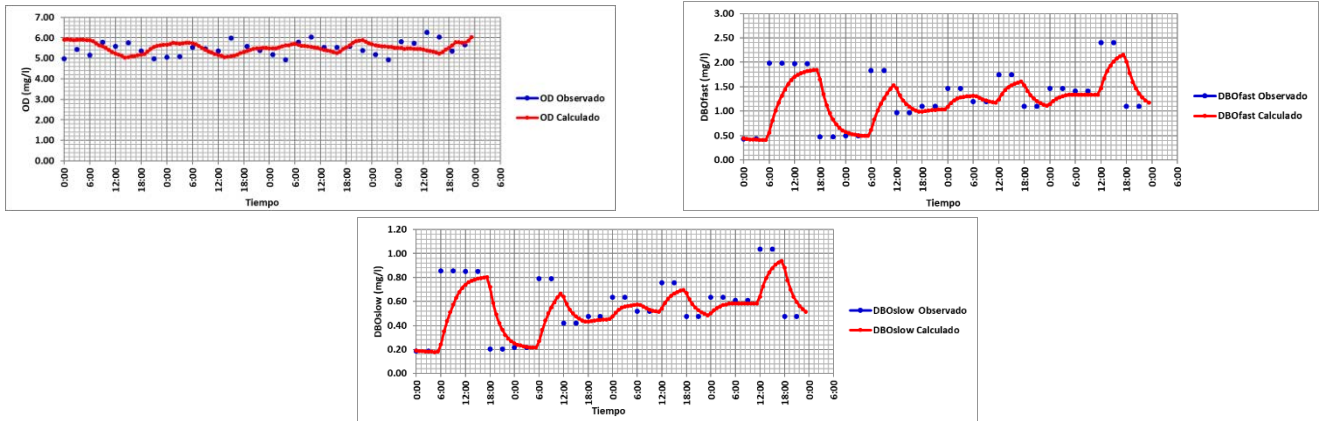 7.00
6.00
5.00
4.00
3.00
2.00
1.00
0.00
OD (mg/l)
0:00 6:00 12:00 18:00 0:00 6:00 12:00 18:00 0:00 6:00 12:00 18:00 0:00 6:00 12:00 18:00 0:00 6:00
Tiempo
OD Observado
OD Calculado
3.00
2.50
2.00
1.50
1.00
0.50
0.00
DBOfast (mg/l)
0:00 6:00 12:00 18:00 0:00 6:00 12:00 18:00 0:00 6:00 12:00 18:00 0:00 6:00 12:00 18:00 0:00 6:00
Tiempo
DBOfast Observado
DBOfast Calculado
1.20
1.00
0.80
0.60
0.40
0.20
0.00
DBOslow (mg/l)
0:00 6:00 12:00 18:00 0:00 6:00 12:00 18:00 0:00 6:00 12:00 18:00 0:00 6:00 12:00 18:00 0:00 6:00
Tiempo
DBOslow Observado
DBOslow Calculado